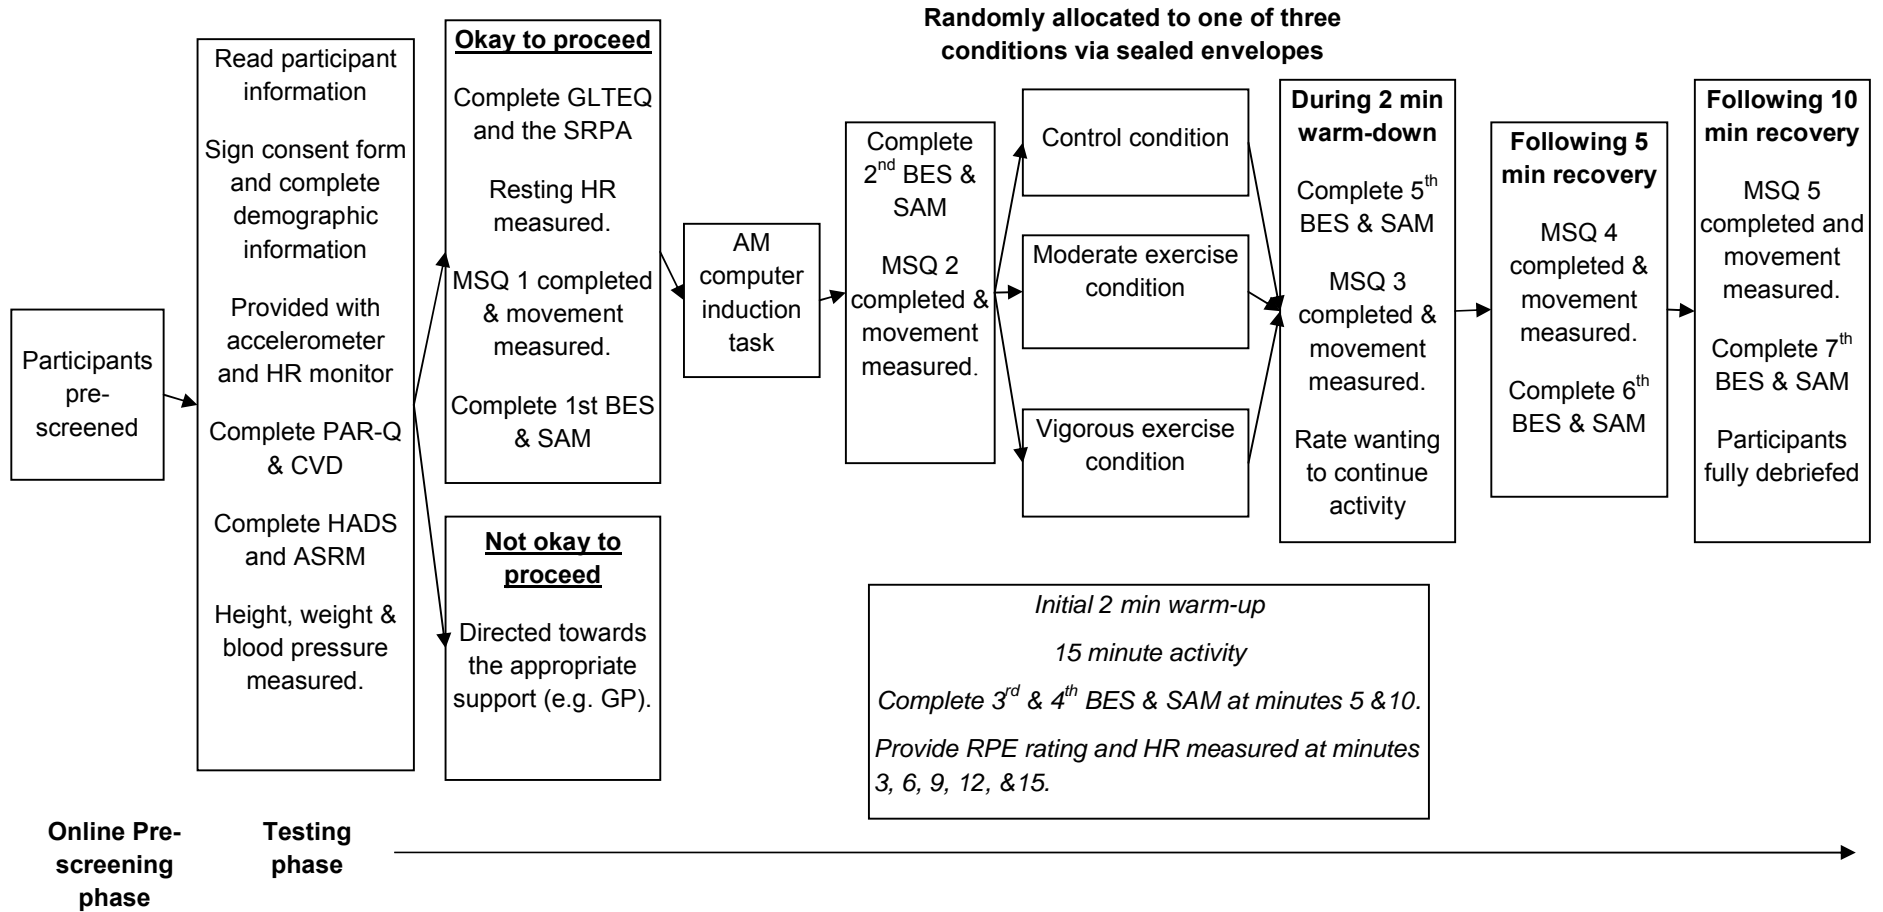 Randomly allocated to one of three
conditions via sealed envelopes
Participants
pre-
screened
Read participant
information
Sign consent form
and complete
demographic
information
Provided with
accelerometer
and HR monitor
Complete PAR-Q
& CVD
Complete HADS
and ASRM
Height, weight &
blood pressure
measured.
Okay to proceed
Complete GLTEQ
and the SRPA
Resting HR
measured.
MSQ 1 completed
& movement
measured.
Complete 1st BES
& SAM
Not okay to
proceed
Directed towards
the appropriate
support (e.g. GP).
AM
computer
induction
task
Complete
2nd BES &
SAM
MSQ 2
completed &
movement
measured.
Control condition
Moderate exercise
condition
Vigorous exercise
condition
During 2 min
warm-down
Complete 5th
BES & SAM
MSQ 3
completed &
movement
measured.
Rate wanting
to continue
activity
Following 5
min recovery
MSQ 4
completed &
movement
measured.
Complete 6th
BES & SAM
Following 10
min recovery
MSQ 5
completed and
movement
measured.
Complete 7th
BES & SAM
Participants
fully debriefed
Initial 2 min warm-up
15 minute activity
Complete 3rd & 4th BES & SAM at minutes 5 &10.
Provide RPE rating and HR measured at minutes
3, 6, 9, 12, &15.
Online Pre-
screening
phase
Testing
phase